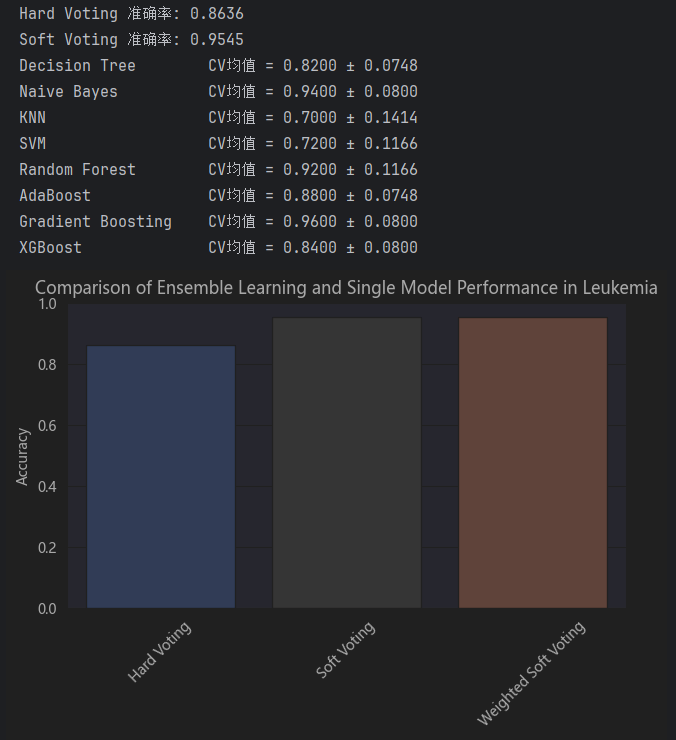 Hard Voting 准确率: 0.8636
Soft Voting 准确率: 0.9545
Decision Tree CV均值 = 0.8200 ± 0.0748
Naive Bayes CV均值 = 0.9400 ± 0.0800
KNN CV均值 = 0.7000 ± 0.1414
SVM CV均值 = 0.7200 ± 0.1166
Random Forest CV均值 = 0.9200 ± 0.1166
AdaBoost CV均值 = 0.8800 ± 0.0748
Gradient Boosting CV均值 = 0.9600 ± 0.0800
XGBoost CV均值 = 0.8400 ± 0.0800
Comparison of Ensemble Learning and Single Model Performance in Leukemia
1.0
0.8
0.6
0.4
0.2
0.0
Accuracy
Hard Voting
Soft Voting
Weighted Soft Voting